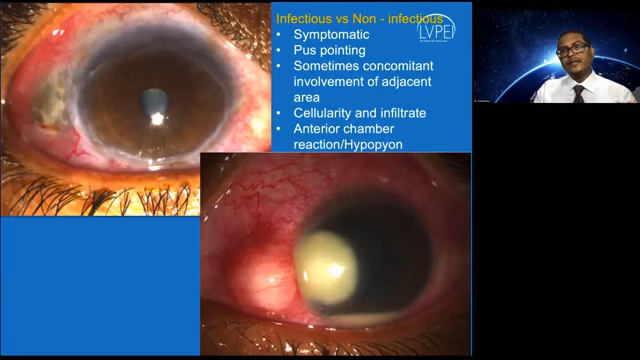 Infectious vs Non - infectious
LVPEI
• Symptomatic
• Pus pointing
• Sometimes concomitant
involvement of adjacent
area
• Cellularity and infiltrate
• Anterior chamber
reaction/Hypopyon